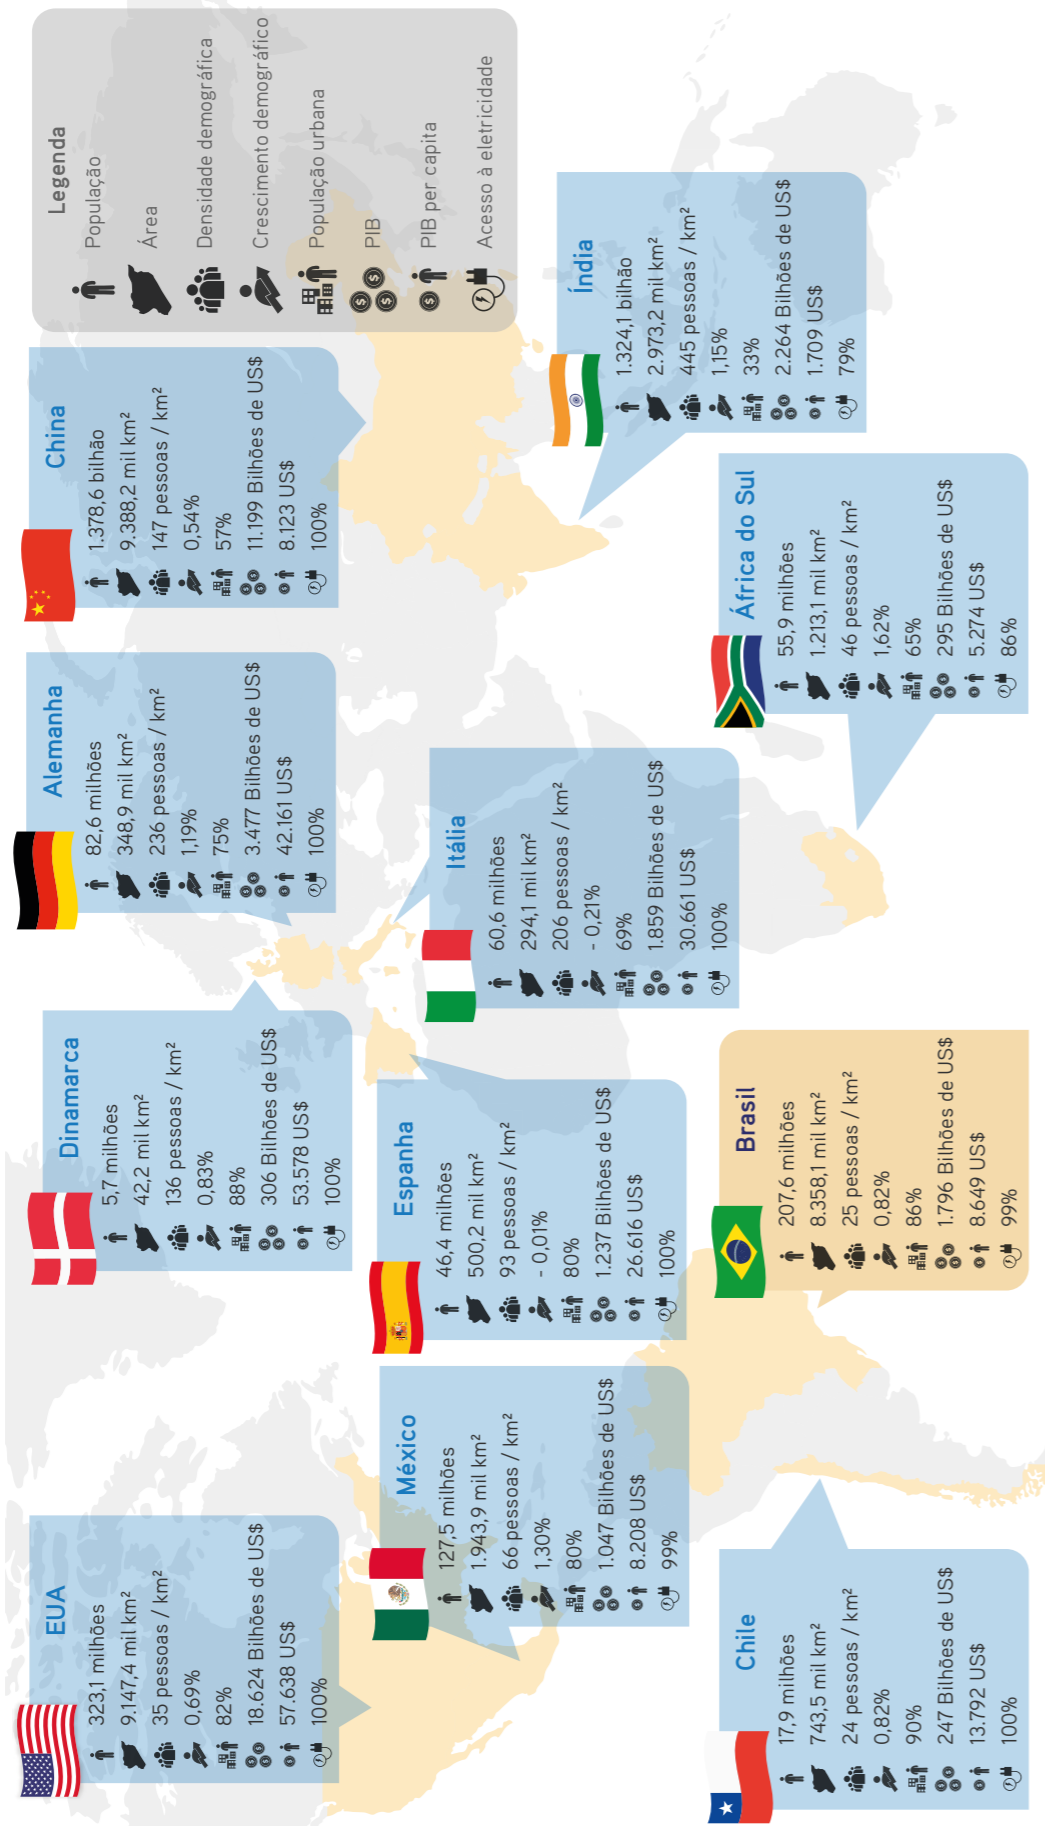 EUA
323,1 milhões
9.147,4 mil km²
35 pessoas / km²
0,69%
82%
18.624 Bilhões de US$
57.638 US$
100%
Dinamarca
5,7 milhões
42,2 mil km²
136 pessoas / km²
0,83%
88%
306 Bilhões de US$
53.578 US$
100%
Alemanha
82,6 milhões
348,9 mil km²
236 pessoas / km²
1,19%
75%
3.477 Bilhões de US$
42.161 US$
100%
China
1.378,6 bilhão
9.388,2 mil km²
147 pessoas / km²
0,54%
57%
11.199 Bilhões de US$
8.123 US$
100%
Legenda
População
Área
Densidade demográfica
Crescimento demográfico
População urbana
PIB
PIB per capita
Acesso à eletricidade
México
127,5 milhões
1.943,9 mil km²
66 pessoas / km²
1,30%
80%
1.047 Bilhões de US$
8.208 US$
99%
Espanha
46,4 milhões
500,2 mil km²
93 pessoas / km²
- 0,01%
80%
1.237 Bilhões de US$
26.616 US$
100%
Itália
60,6 milhões
294,1 mil km²
206 pessoas / km²
- 0,21%
69%
1.859 Bilhões de US$
30.661 US$
100%
Índia
1.324,1 bilhão
2.973,2 mil km²
445 pessoas / km²
1,15%
33%
2.264 Bilhões de US$
1.709 US$
79%
Chile
17,9 milhões
743,5 mil km²
24 pessoas / km²
0,82%
90%
247 Bilhões de US$
13.792 US$
100%
Brasil
207,6 milhões
8.358,1 mil km²
25 pessoas / km²
0,82%
86%
1.796 Bilhões de US$
8.649 US$
99%
África do Sul
55,9 milhões
1.213,1 mil km²
46 pessoas / km²
1,62%
65%
295 Bilhões de US$
5.274 US$
86%